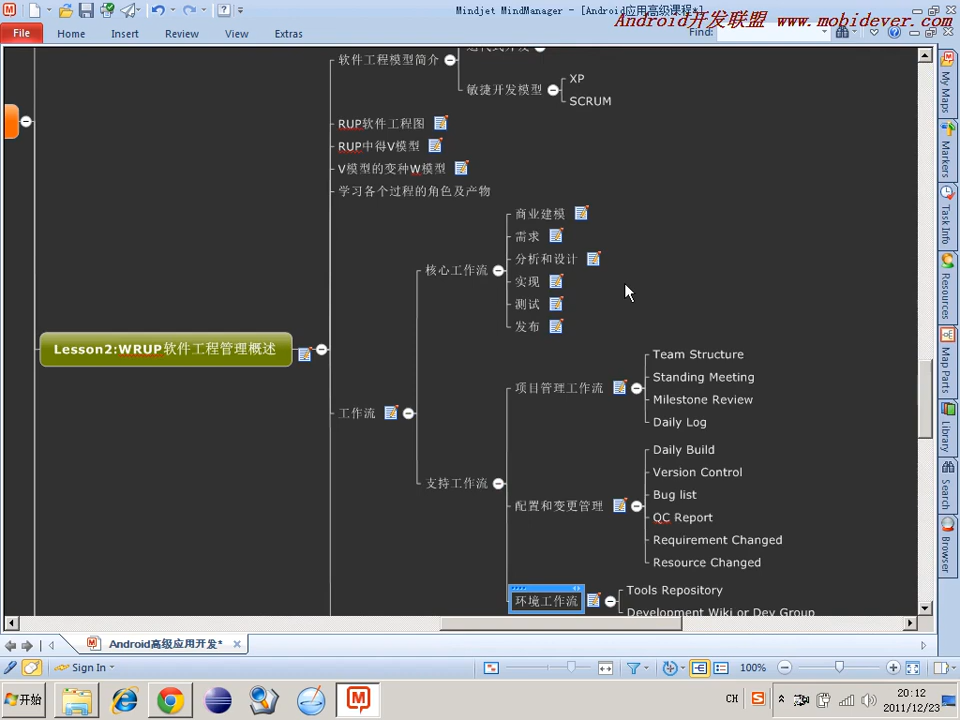 Mindjet MindManager - [Android应用高级课程*]
Android开发联盟 www.mobidever.com
File Home Insert Review View Extras Find:
软件工程模型简介
迭代式开发
敏捷开发模型
XP
SCRUM
RUP软件工程图
RUP中得V模型
V模型的变种W模型
学习各个过程的角色及产物
商业建模
需求
分析和设计
核心工作流
实现
测试
发布
Lesson2:WRUP软件工程管理概述
工作流
Team Structure
Standing Meeting
项目管理工作流
Milestone Review
Daily Log
支持工作流
Daily Build
Version Control
Bug list
配置和变更管理
QC Report
Requirement Changed
Resource Changed
环境工作流
Tools Repository
Development Wiki or Dev Group
My Maps
Markers
Task Info
Resources
Map Parts
Library
Search
Browser
Android高级应用开发*
Sign In
100%
开始
CH
20:12
2011/12/23